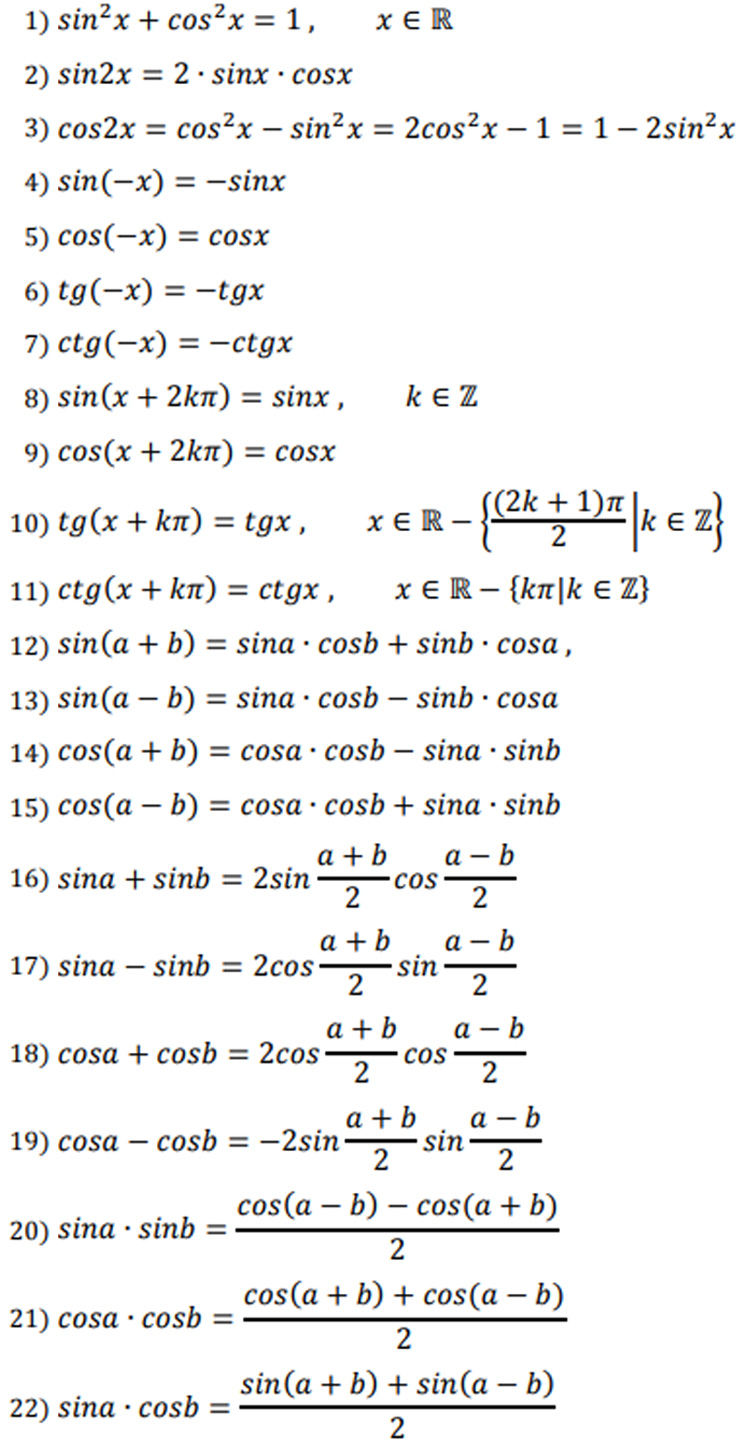 1) sin²x + cos²x = 1 , x ∈ ℝ
2) sin2x = 2 · sinx · cosx
3) cos2x = cos²x − sin²x = 2cos²x − 1 = 1 − 2sin²x
4) sin(−x) = −sinx
5) cos(−x) = cosx
6) tg(−x) = −tgx
7) ctg(−x) = −ctgx
8) sin(x + 2kπ) = sinx , k ∈ ℤ
9) cos(x + 2kπ) = cosx
10) tg(x + kπ) = tgx , x ∈ ℝ − {(2k + 1)π/2 | k ∈ ℤ}
11) ctg(x + kπ) = ctgx , x ∈ ℝ − {kπ|k ∈ ℤ}
12) sin(a + b) = sina · cosb + sinb · cosa ,
13) sin(a − b) = sina · cosb − sinb · cosa
14) cos(a + b) = cosa · cosb − sina · sinb
15) cos(a − b) = cosa · cosb + sina · sinb
16) sina + sinb = 2sin (a + b)/2 cos (a − b)/2
17) sina − sinb = 2cos (a + b)/2 sin (a − b)/2
18) cosa + cosb = 2cos (a + b)/2 cos (a − b)/2
19) cosa − cosb = −2sin (a + b)/2 sin (a − b)/2
20) sina · sinb = (cos(a − b) − cos(a + b))/2
21) cosa · cosb = (cos(a + b) + cos(a − b))/2
22) sina · cosb = (sin(a + b) + sin(a − b))/2